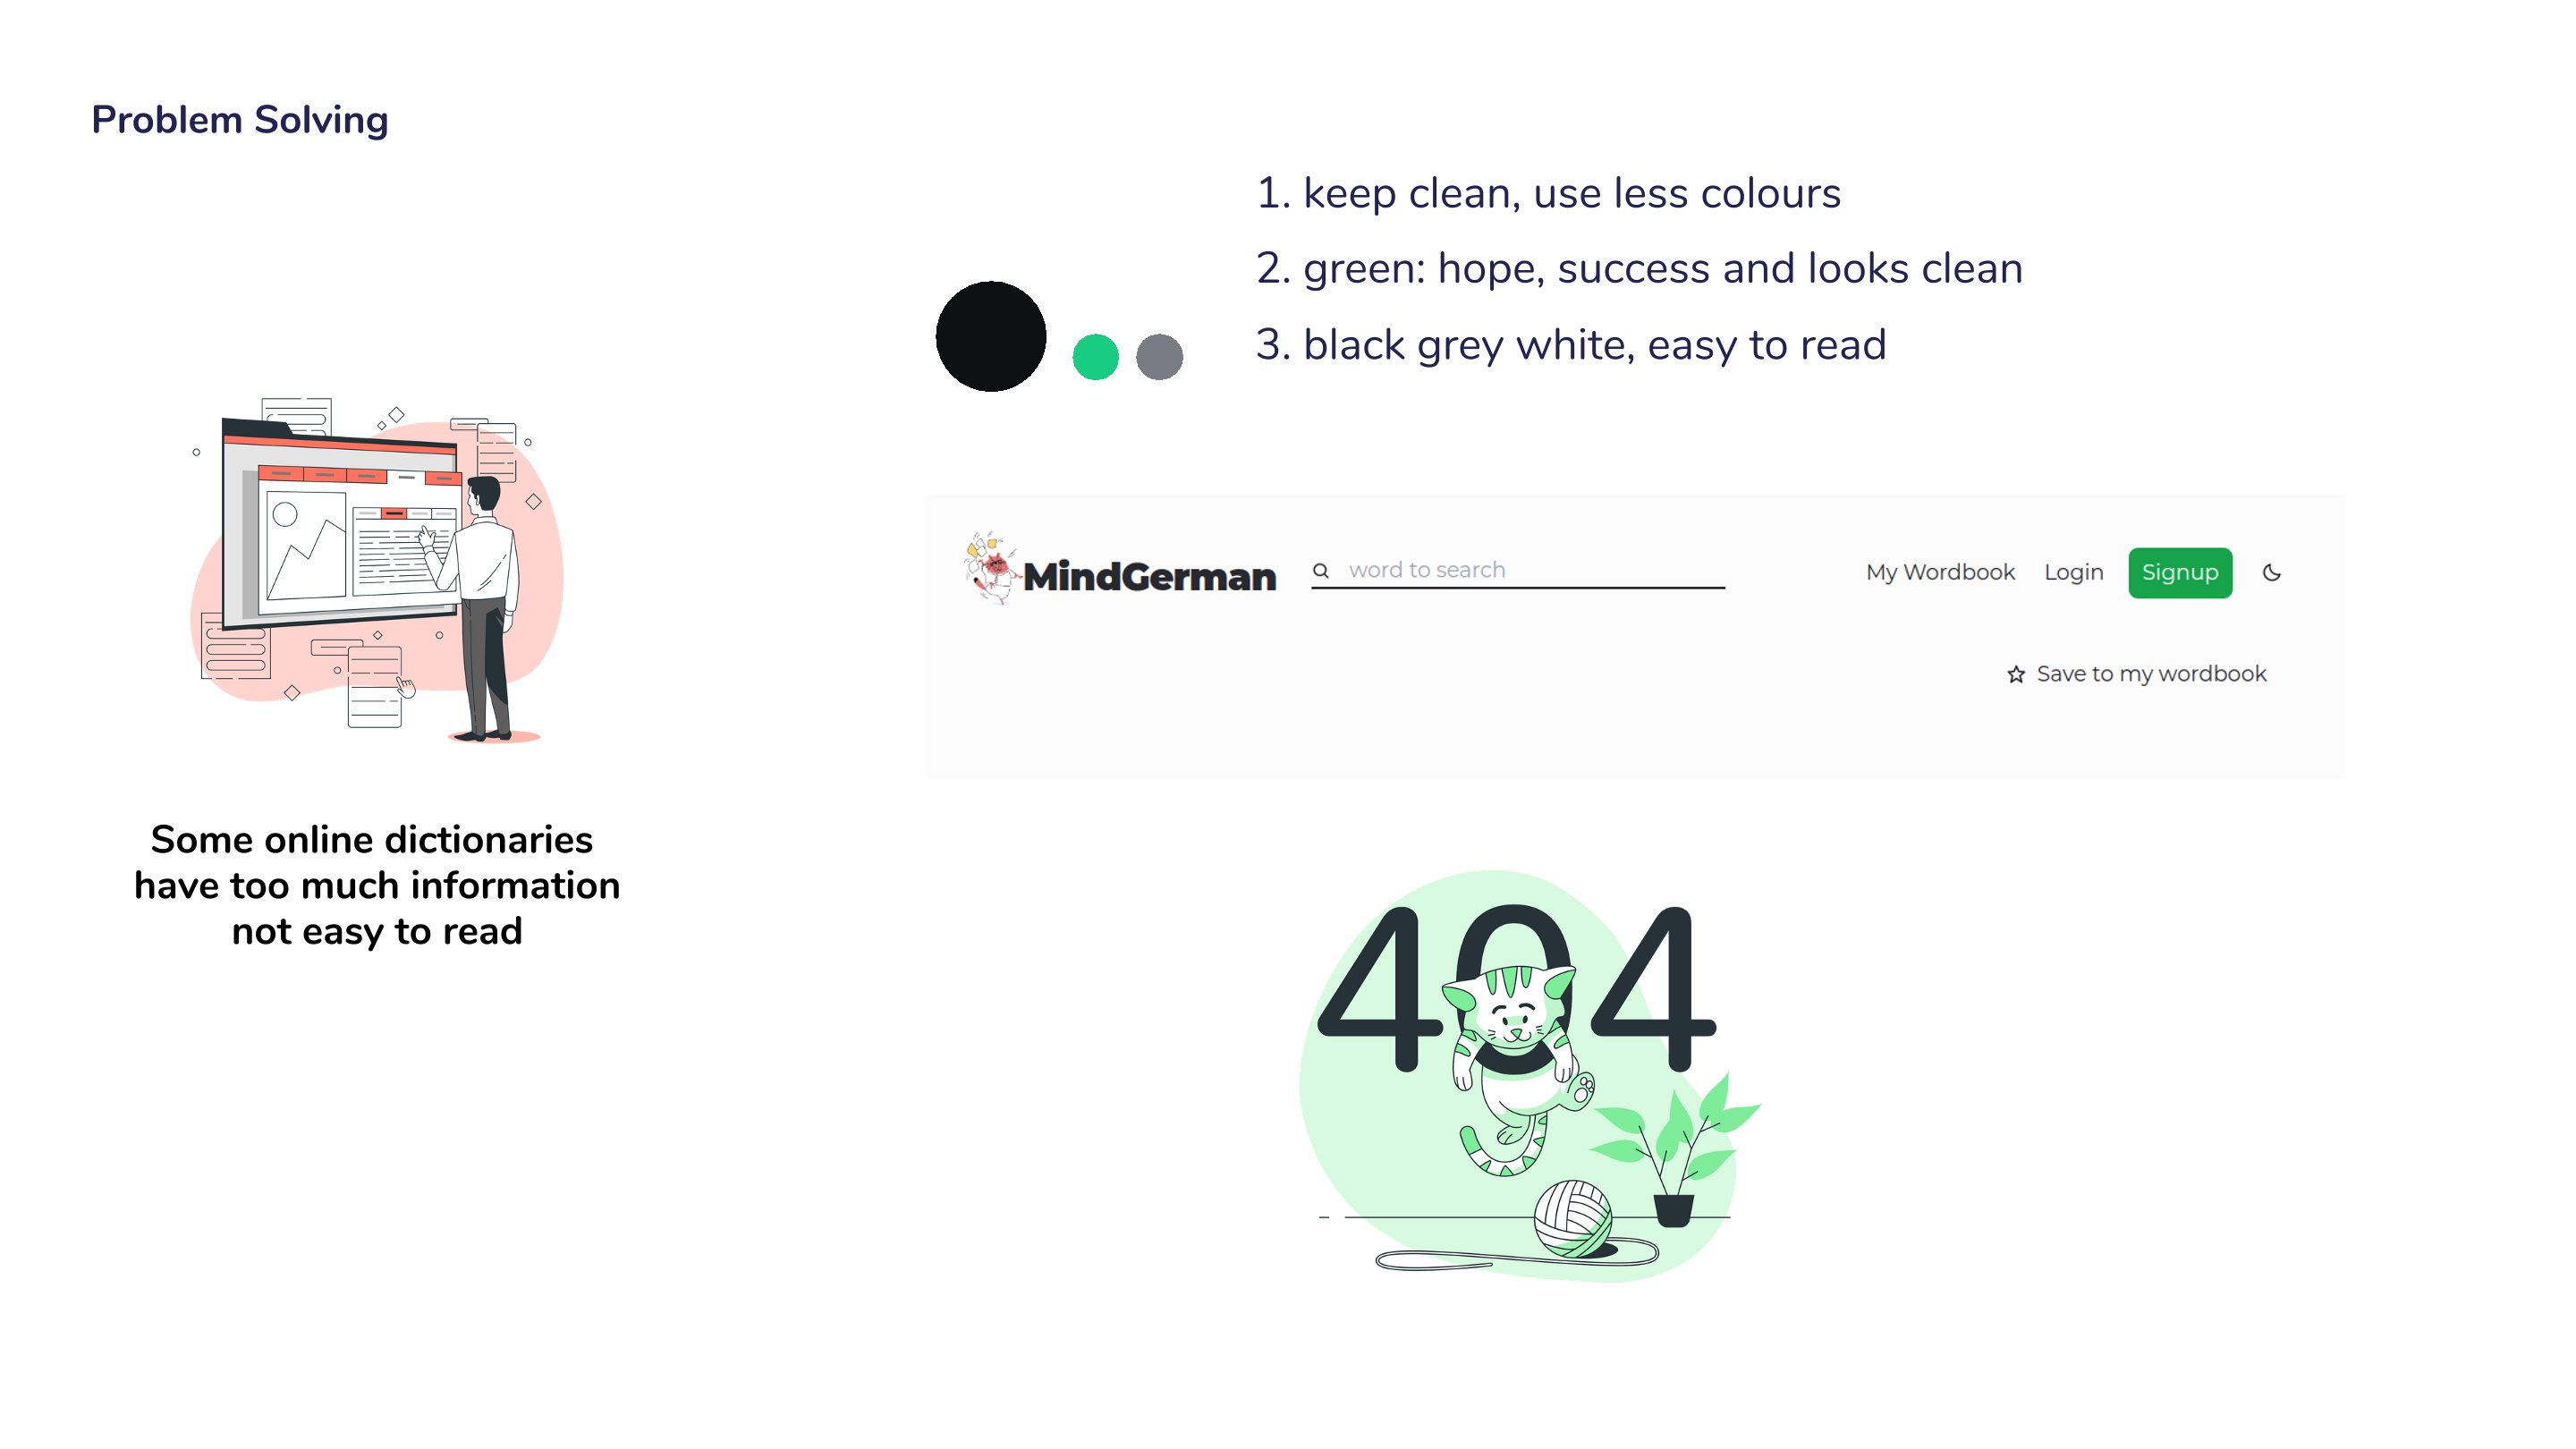 Problem Solving
1. keep clean, use less colours
2. green: hope, success and looks clean
3. black grey white, easy to read
MindGerman
word to search
My Wordbook
Login
Signup
Save to my wordbook
Some online dictionaries
have too much information
not easy to read
404